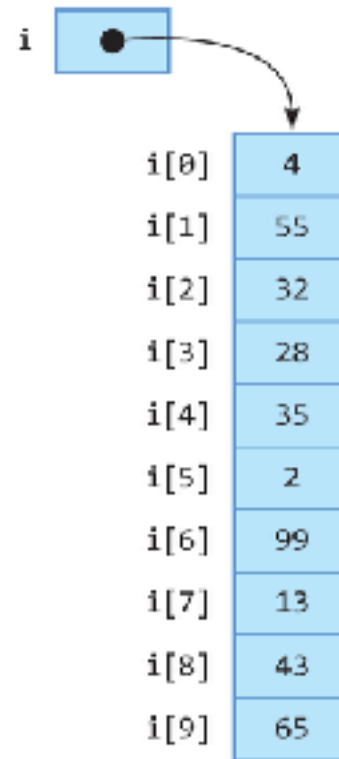 i
i[0] 4
i[1] 55
i[2] 32
i[3] 28
i[4] 35
i[5] 2
i[6] 99
i[7] 13
i[8] 43
i[9] 65